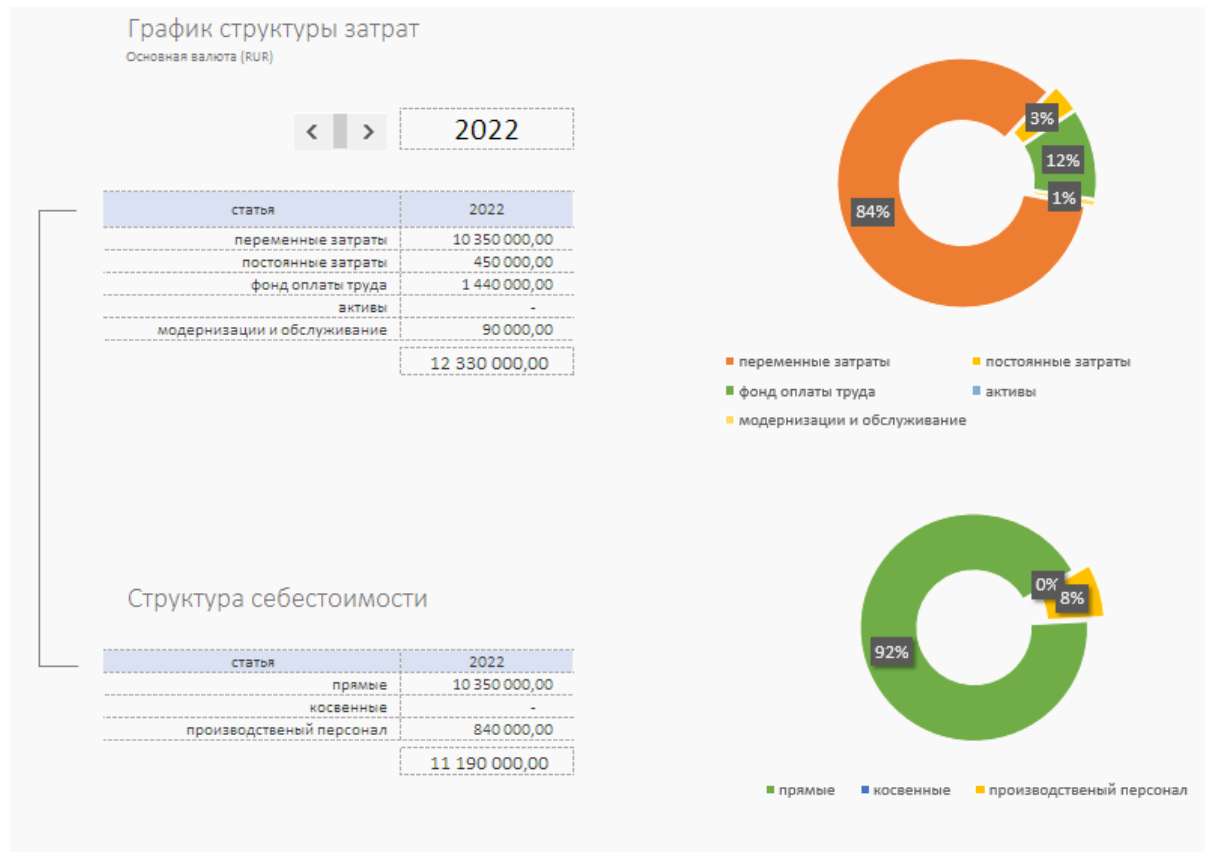 График структуры затрат
Основная валюта (RUR)
2022
статья 2022
переменные затраты 10 350 000,00
постоянные затраты 450 000,00
фонд оплаты труда 1 440 000,00
активы -
модернизации и обслуживание 90 000,00
12 330 000,00
3%
12%
1%
84%
переменные затраты постоянные затраты
фонд оплаты труда активы
модернизации и обслуживание
Структура себестоимости
статья 2022
прямые 10 350 000,00
косвенные -
производственый персонал 840 000,00
11 190 000,00
0%
8%
92%
прямые косвенные производственый персонал